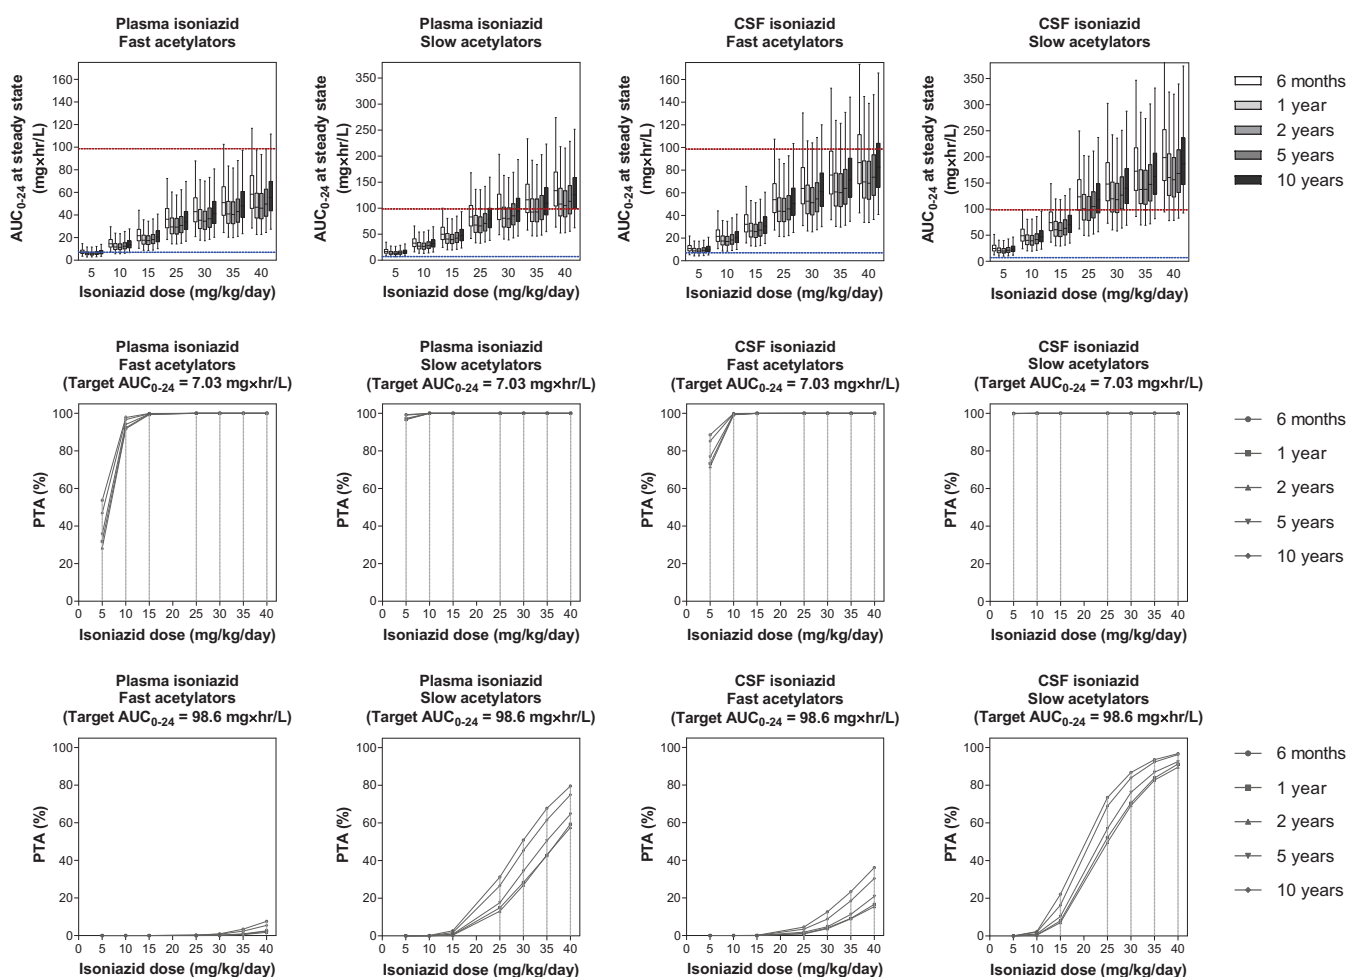 Plasma isoniazid
Fast acetylators
AUC0-24 at steady state
(mg×hr/L)
160
140
120
100
80
60
40
20
0
5 10 15 25 30 35 40
Isoniazid dose (mg/kg/day)
Plasma isoniazid
Slow acetylators
AUC0-24 at steady state
(mg×hr/L)
350
300
250
200
150
100
50
0
5 10 15 25 30 35 40
Isoniazid dose (mg/kg/day)
CSF isoniazid
Fast acetylators
AUC0-24 at steady state
(mg×hr/L)
160
140
120
100
80
60
40
20
0
5 10 15 25 30 35 40
Isoniazid dose (mg/kg/day)
CSF isoniazid
Slow acetylators
AUC0-24 at steady state
(mg×hr/L)
350
300
250
200
150
100
50
0
5 10 15 25 30 35 40
Isoniazid dose (mg/kg/day)
6 months
1 year
2 years
5 years
10 years
Plasma isoniazid
Fast acetylators
(Target AUC0-24 = 7.03 mg×hr/L)
PTA (%)
100
80
60
40
20
0
0 5 10 15 20 25 30 35 40
Isoniazid dose (mg/kg/day)
Plasma isoniazid
Slow acetylators
(Target AUC0-24 = 7.03 mg×hr/L)
PTA (%)
100
80
60
40
20
0
0 5 10 15 20 25 30 35 40
Isoniazid dose (mg/kg/day)
CSF isoniazid
Fast acetylators
(Target AUC0-24 = 7.03 mg×hr/L)
PTA (%)
100
80
60
40
20
0
0 5 10 15 20 25 30 35 40
Isoniazid dose (mg/kg/day)
CSF isoniazid
Slow acetylators
(Target AUC0-24 = 7.03 mg×hr/L)
PTA (%)
100
80
60
40
20
0
0 5 10 15 20 25 30 35 40
Isoniazid dose (mg/kg/day)
6 months
1 year
2 years
5 years
10 years
Plasma isoniazid
Fast acetylators
(Target AUC0-24 = 98.6 mg×hr/L)
PTA (%)
100
80
60
40
20
0
0 5 10 15 20 25 30 35 40
Isoniazid dose (mg/kg/day)
Plasma isoniazid
Slow acetylators
(Target AUC0-24 = 98.6 mg×hr/L)
PTA (%)
100
80
60
40
20
0
0 5 10 15 20 25 30 35 40
Isoniazid dose (mg/kg/day)
CSF isoniazid
Fast acetylators
(Target AUC0-24 = 98.6 mg×hr/L)
PTA (%)
100
80
60
40
20
0
0 5 10 15 20 25 30 35 40
Isoniazid dose (mg/kg/day)
CSF isoniazid
Slow acetylators
(Target AUC0-24 = 98.6 mg×hr/L)
PTA (%)
100
80
60
40
20
0
0 5 10 15 20 25 30 35 40
Isoniazid dose (mg/kg/day)
6 months
1 year
2 years
5 years
10 years